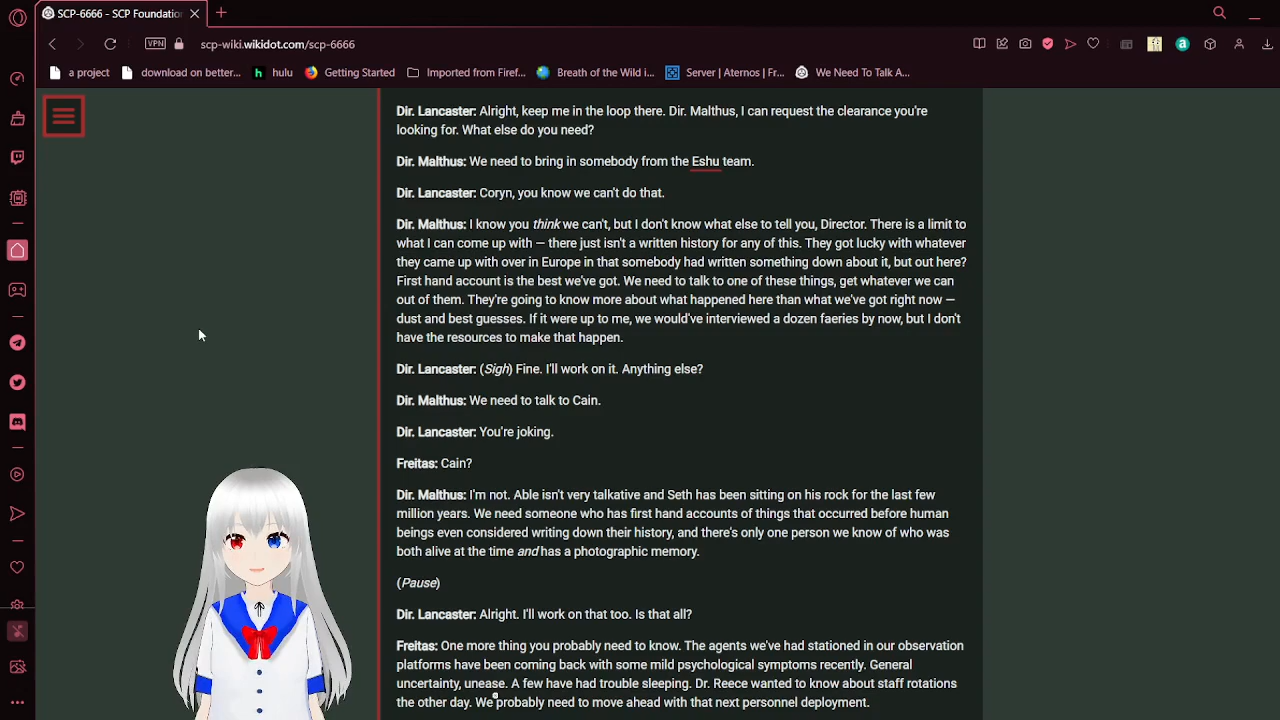 SCP-6666 - SCP Foundation
VPN
scp-wiki.wikidot.com/scp-6666
a project
download on better...
hulu
Getting Started
Imported from Firef...
Breath of the Wild i...
Server | Aternos | Fr...
We Need To Talk A...
Dir. Lancaster: Alright, keep me in the loop there. Dir. Malthus, I can request the clearance you're
looking for. What else do you need?
Dir. Malthus: We need to bring in somebody from the Eshu team.
Dir. Lancaster: Coryn, you know we can't do that.
Dir. Malthus: I know you think we can't, but I don't know what else to tell you, Director. There is a limit to
what I can come up with — there just isn't a written history for any of this. They got lucky with whatever
they came up with over in Europe in that somebody had written something down about it, but out here?
First hand account is the best we've got. We need to talk to one of these things, get whatever we can
out of them. They're going to know more about what happened here than what we've got right now —
dust and best guesses. If it were up to me, we would've interviewed a dozen faeries by now, but I don't
have the resources to make that happen.
Dir. Lancaster: (Sigh) Fine. I'll work on it. Anything else?
Dir. Malthus: We need to talk to Cain.
Dir. Lancaster: You're joking.
Freitas: Cain?
Dir. Malthus: I'm not. Able isn't very talkative and Seth has been sitting on his rock for the last few
million years. We need someone who has first hand accounts of things that occurred before human
beings even considered writing down their history, and there's only one person we know of who was
both alive at the time and has a photographic memory.
(Pause)
Dir. Lancaster: Alright. I'll work on that too. Is that all?
Freitas: One more thing you probably need to know. The agents we've had stationed in our observation
platforms have been coming back with some mild psychological symptoms recently. General
uncertainty, unease. A few have had trouble sleeping. Dr. Reece wanted to know about staff rotations
the other day. We probably need to move ahead with that next personnel deployment.